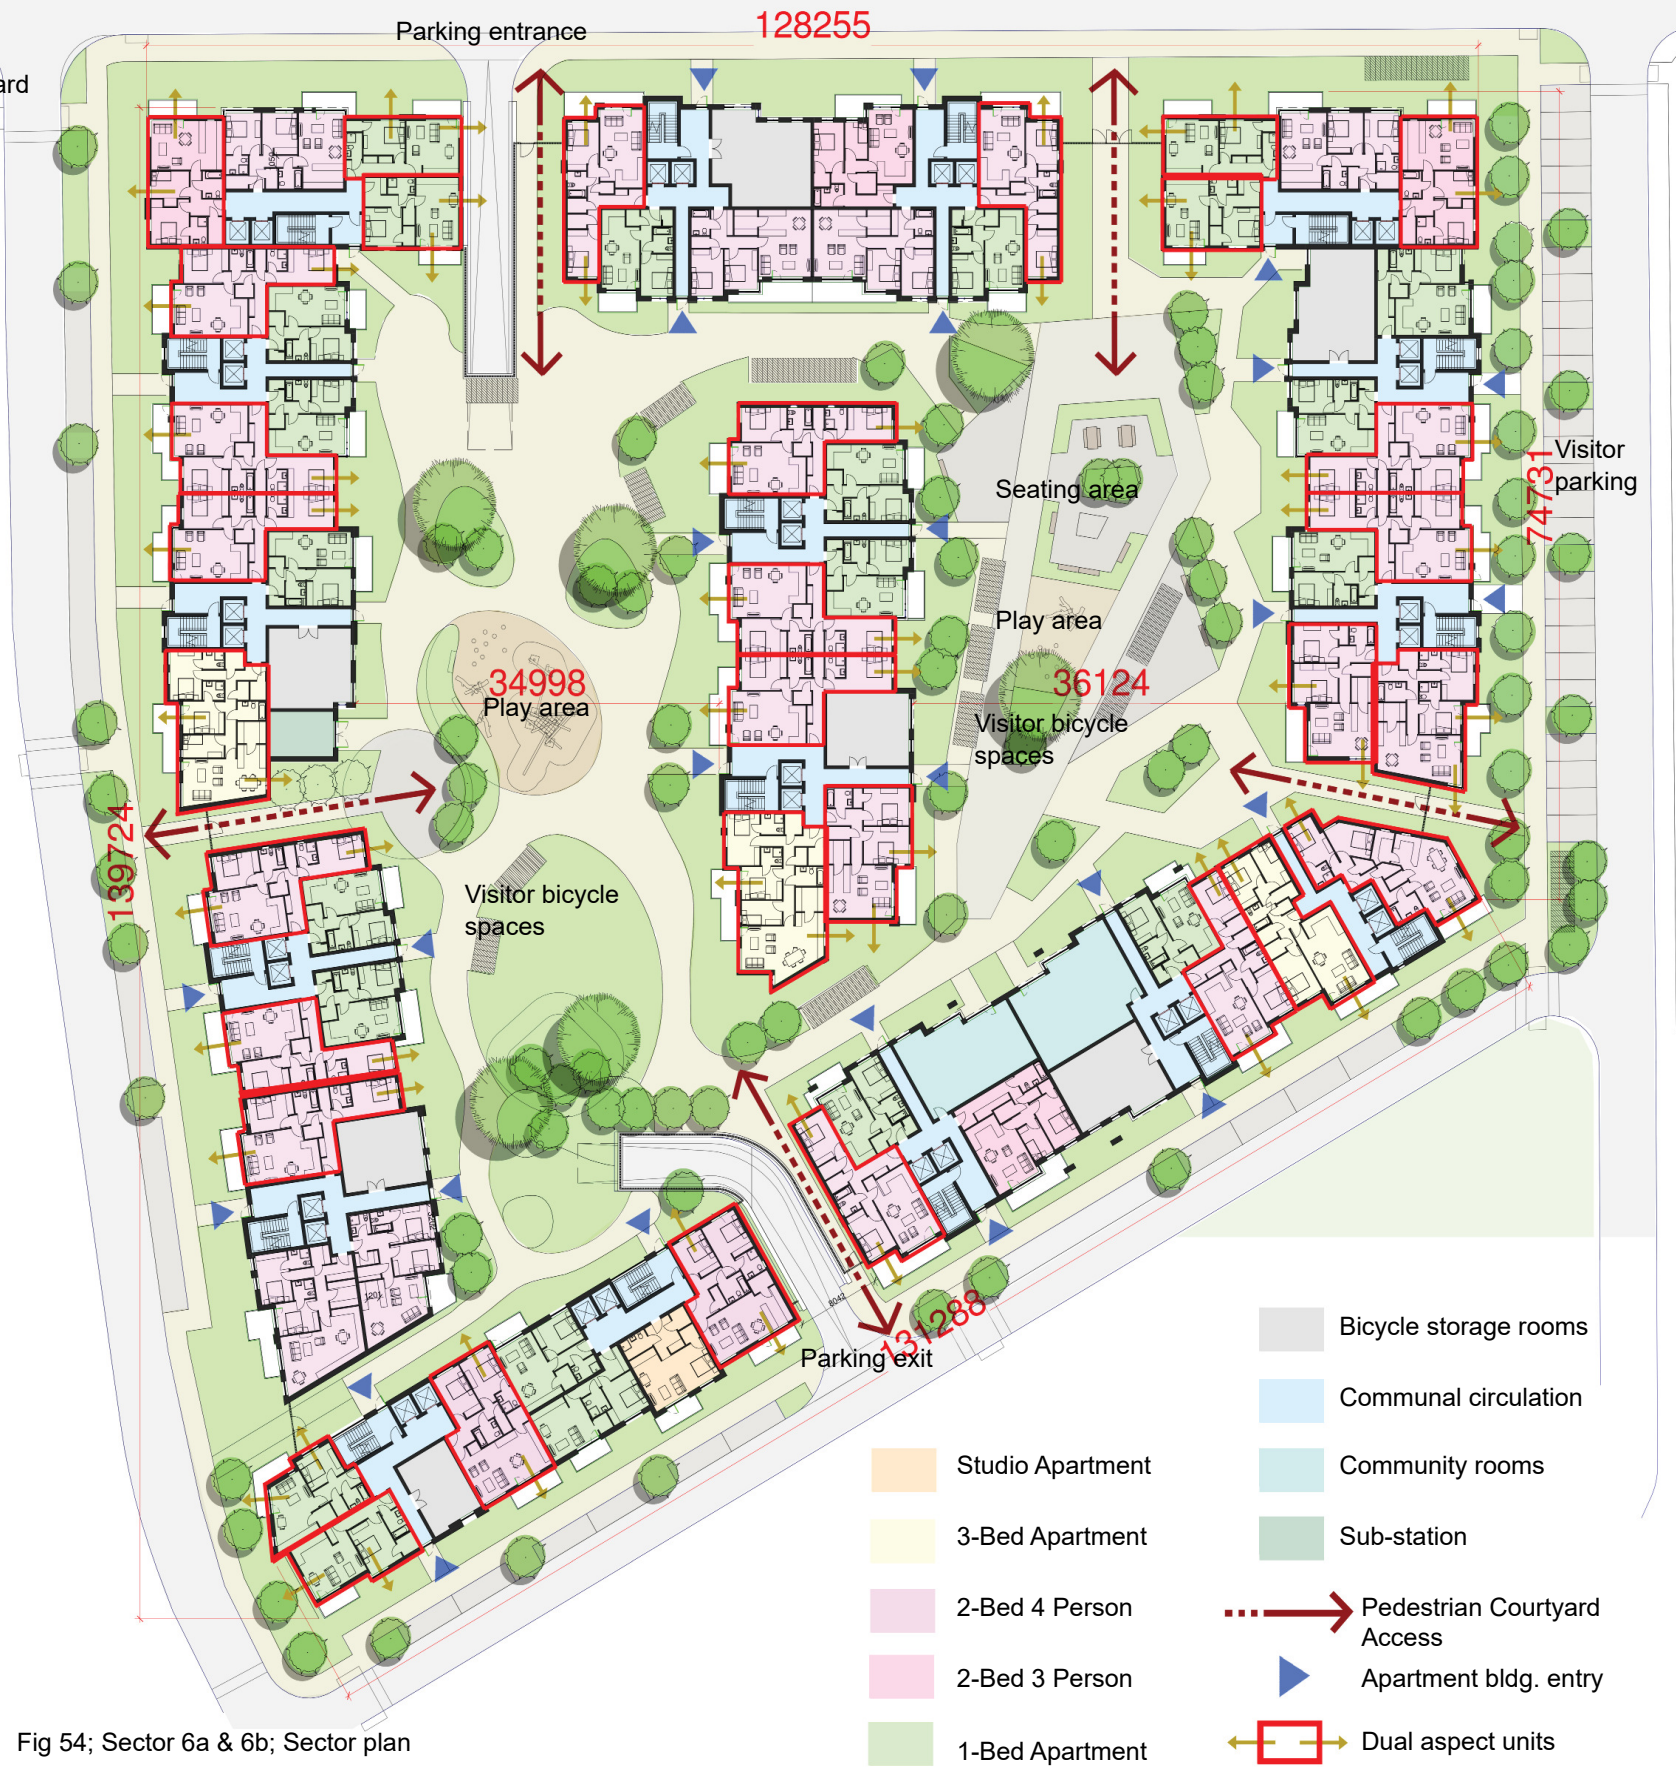 Parking entrance
128255
ard
Visitor
parking
74731
Seating area
Play area
34998
Play area
36124
Visitor bicycle
spaces
139724
Visitor bicycle
spaces
8042
131288
Parking exit
Bicycle storage rooms
Communal circulation
Studio Apartment
Community rooms
3-Bed Apartment
Sub-station
2-Bed 4 Person
Pedestrian Courtyard
Access
2-Bed 3 Person
Apartment bldg. entry
1-Bed Apartment
Dual aspect units
Fig 54; Sector 6a & 6b; Sector plan